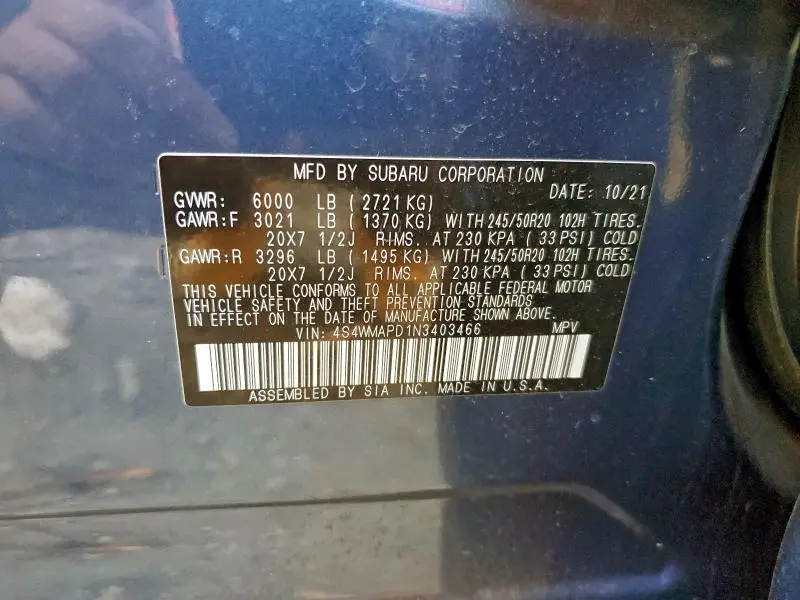 MFD BY SUBARU CORPORATION
DATE: 10/21
GVWR: 6000 LB ( 2721 KG)
GAWR:F 3021 LB ( 1370 KG) WITH 245/50R20 102H TIRES.
20X7 1/2J RIMS. AT 230 KPA ( 33 PSI) COLD
GAWR:R 3296 LB ( 1495 KG) WITH 245/50R20 102H TIRES.
20X7 1/2J RIMS. AT 230 KPA ( 33 PSI) COLD
THIS VEHICLE CONFORMS TO ALL APPLICABLE FEDERAL MOTOR
VEHICLE SAFETY AND THEFT PREVENTION STANDARDS
IN EFFECT ON THE DATE OF MANUFACTURE SHOWN ABOVE.
VIN: 4S4WMAPD1N3403466 MPV
ASSEMBLED BY SIA INC. MADE IN U.S.A.